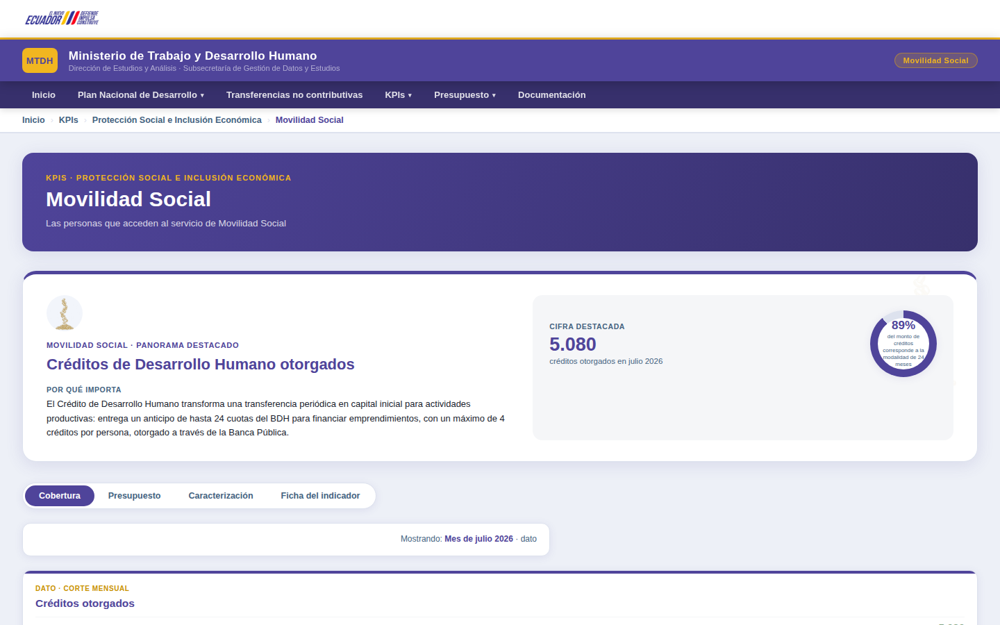 EL NUEVO
ECUADOR
DEFIENDE
IMPULSA
CONSTRUYE
MTDH
Ministerio de Trabajo y Desarrollo Humano
Dirección de Estudios y Análisis · Subsecretaría de Gestión de Datos y Estudios
Movilidad Social
Inicio
Plan Nacional de Desarrollo ▾
Transferencias no contributivas
KPIs ▾
Presupuesto ▾
Documentación
Inicio › KPIs › Protección Social e Inclusión Económica › Movilidad Social
KPIS · PROTECCIÓN SOCIAL E INCLUSIÓN ECONÓMICA
Movilidad Social
Las personas que acceden al servicio de Movilidad Social
MOVILIDAD SOCIAL · PANORAMA DESTACADO
Créditos de Desarrollo Humano otorgados
POR QUÉ IMPORTA
El Crédito de Desarrollo Humano transforma una transferencia periódica en capital inicial para actividades
productivas: entrega un anticipo de hasta 24 cuotas del BDH para financiar emprendimientos, con un máximo de 4
créditos por persona, otorgado a través de la Banca Pública.
CIFRA DESTACADA
5.080
créditos otorgados en julio 2026
89%
del monto de
créditos
corresponde a la
modalidad de 24
meses
Cobertura
Presupuesto
Caracterización
Ficha del indicador
Mostrando: Mes de julio 2026 · dato
DATO · CORTE MENSUAL
Créditos otorgados